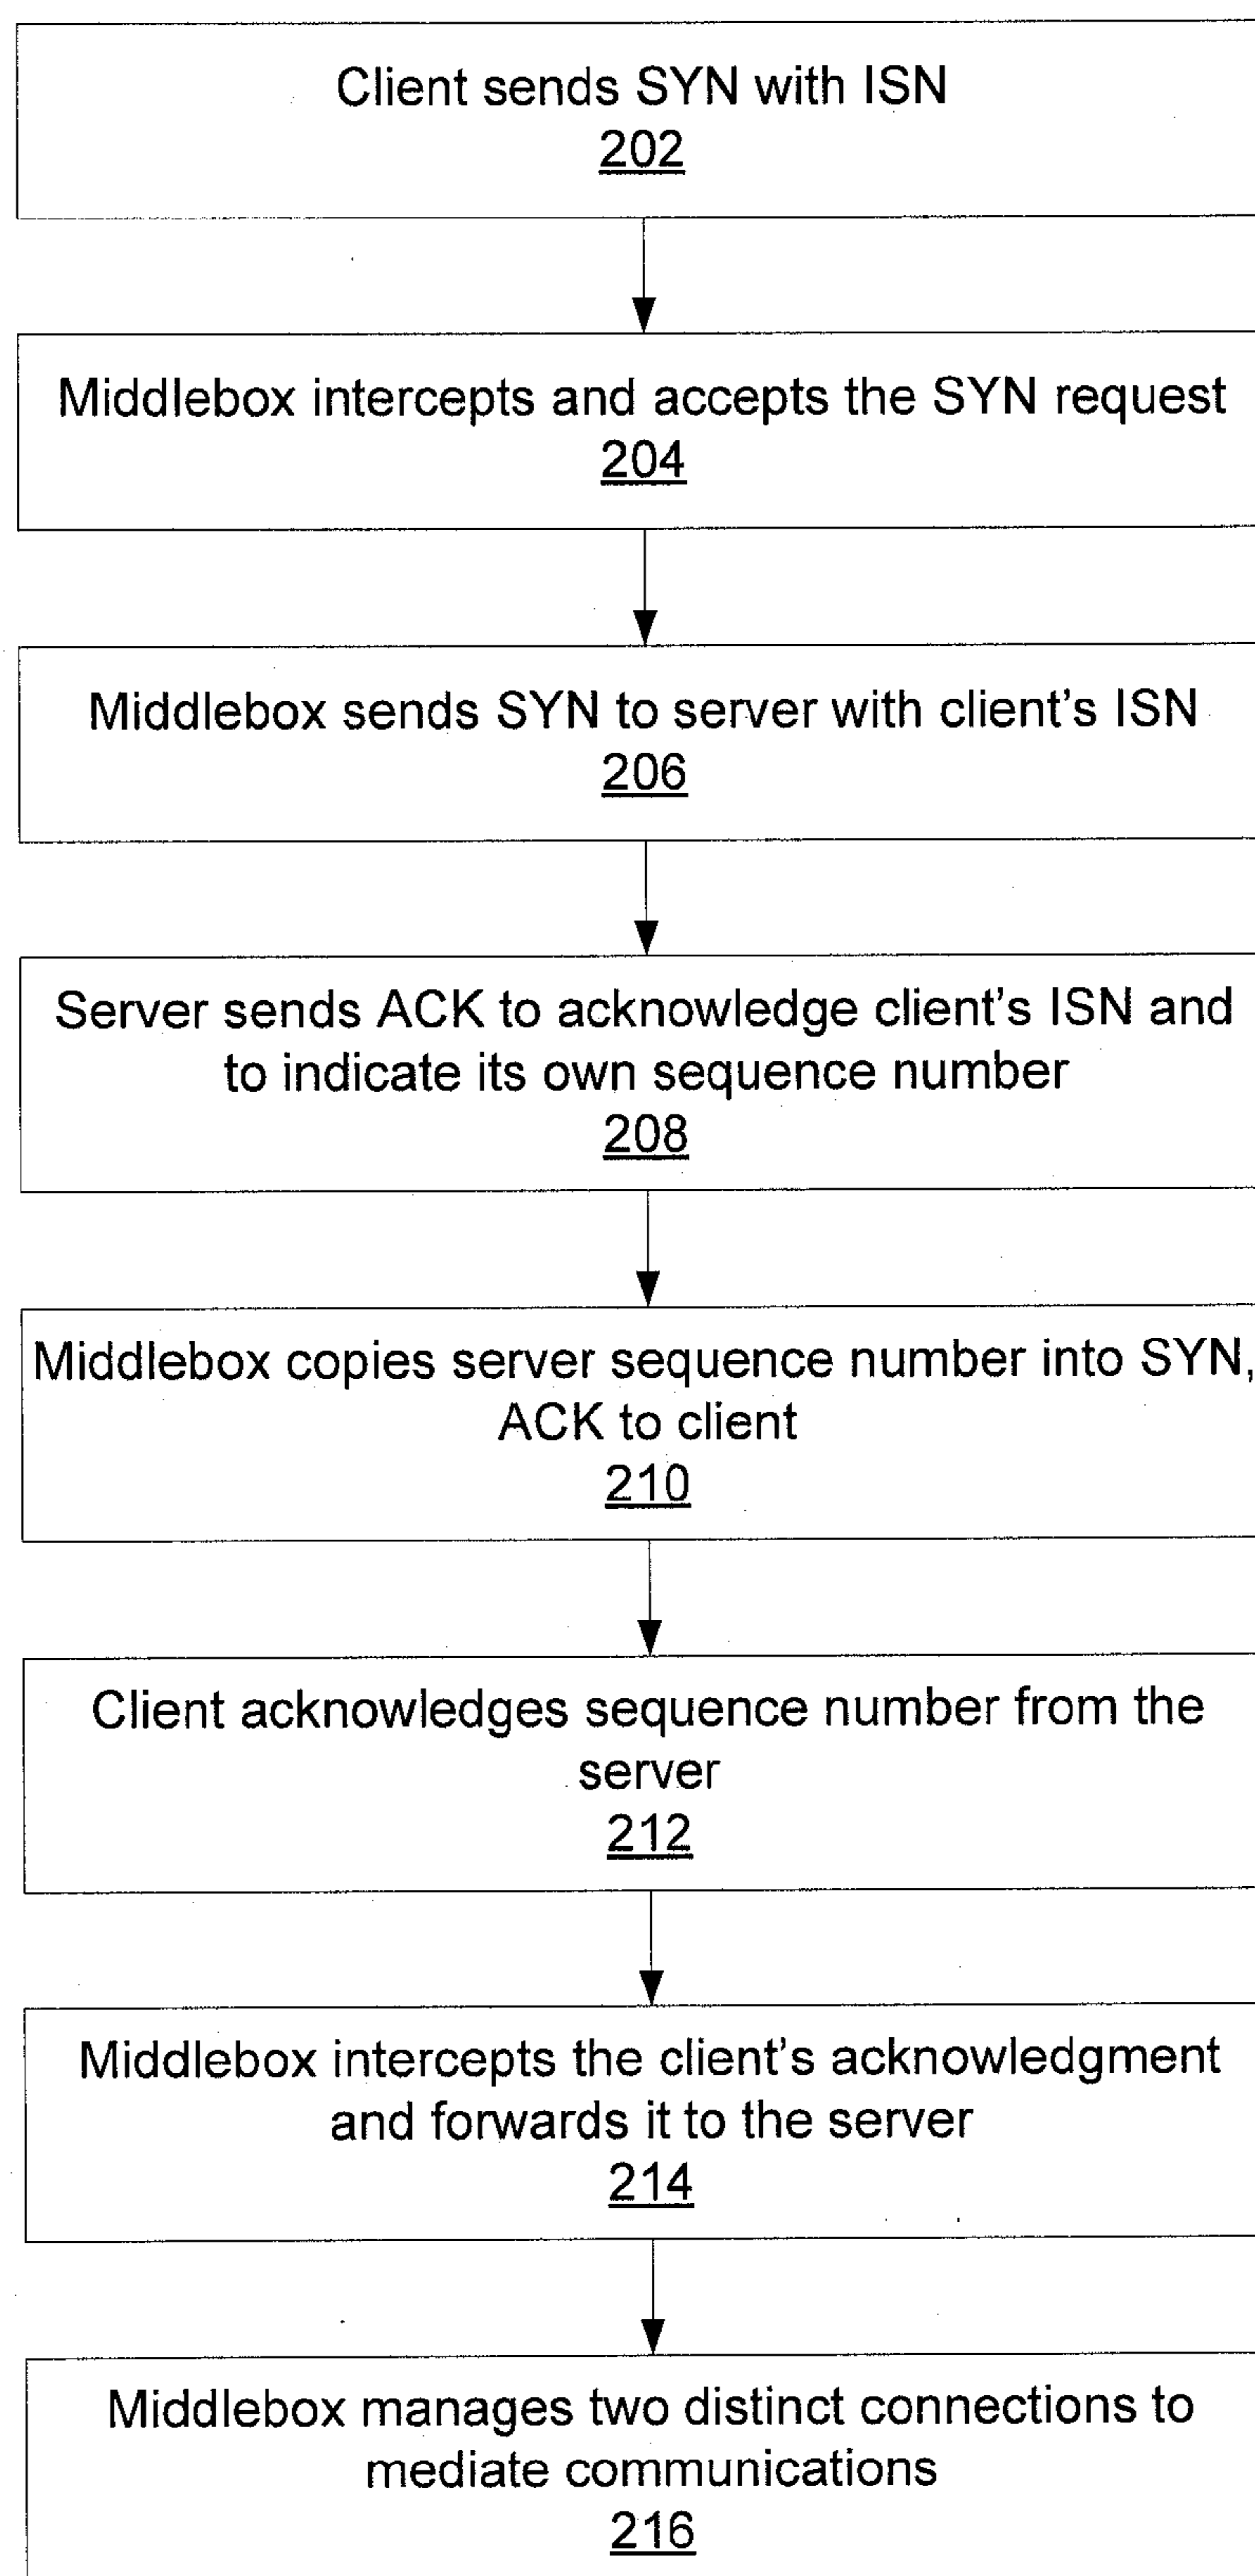 Client sends SYN with ISN
202
Middlebox intercepts and accepts the SYN request
204
Middlebox sends SYN to server with client's ISN
206
Server sends ACK to acknowledge client's ISN and
to indicate its own sequence number
208
Middlebox copies server sequence number into SYN,
ACK to client
210
Client acknowledges sequence number from the
server
212
Middlebox intercepts the client's acknowledgment
and forwards it to the server
214
Middlebox manages two distinct connections to
mediate communications
216